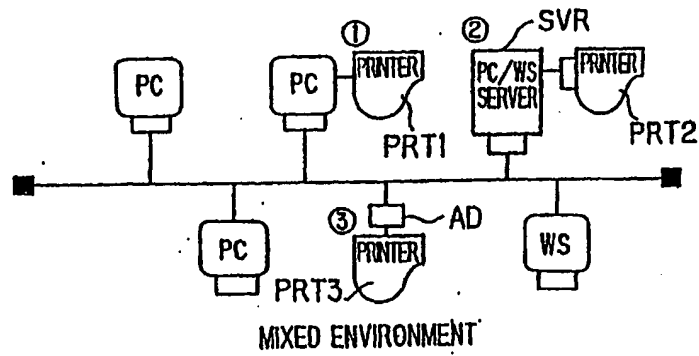 ① ② SVR
PC PC PRINTER PC/WS SERVER PRINTER
PRT1 PRT2
PC ③ PRINTER AD WS
PRT3
MIXED ENVIRONMENT